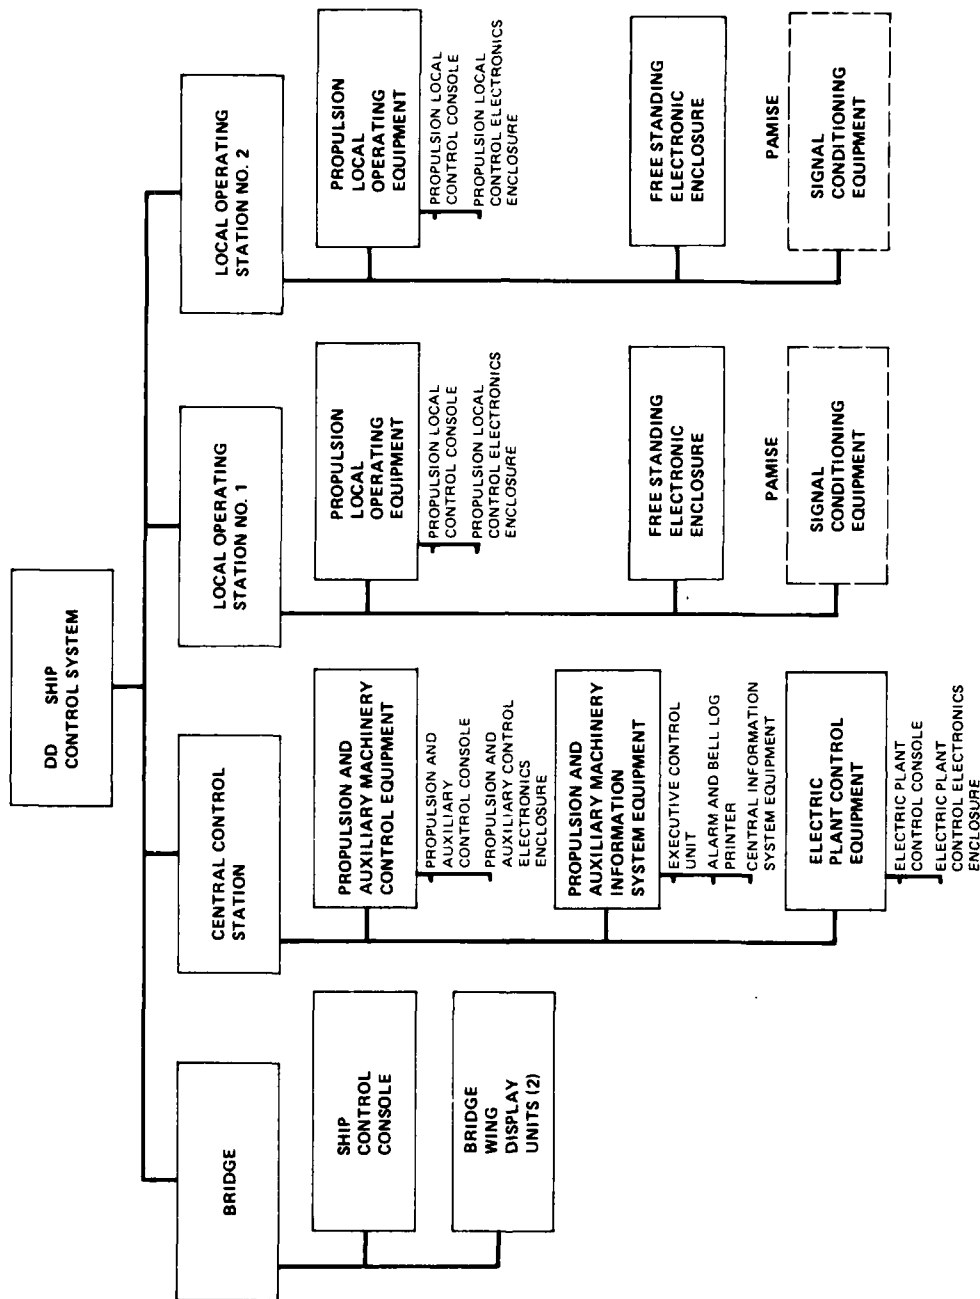 DD SHIP
CONTROL SYSTEM
BRIDGE
SHIP
CONTROL
CONSOLE
BRIDGE
WING
DISPLAY
UNITS (2)
CENTRAL CONTROL
STATION
PROPULSION AND
AUXILIARY MACHINERY
CONTROL EQUIPMENT
PROPULSION AND
AUXILIARY
CONTROL CONSOLE
PROPULSION AND
AUXILIARY CONTROL
ELECTRONICS
ENCLOSURE
PROPULSION AND
AUXILIARY MACHINERY
INFORMATION
SYSTEM EQUIPMENT
EXECUTIVE CONTROL
UNIT
ALARM AND BELL LOG
PRINTER
CENTRAL INFORMATION
SYSTEM EQUIPMENT
ELECTRIC
PLANT CONTROL
EQUIPMENT
ELECTRIC PLANT
CONTROL CONSOLE
ELECTRIC PLANT
CONTROL ELECTRONICS
ENCLOSURE
LOCAL OPERATING
STATION NO. 1
PROPULSION
LOCAL
OPERATING
EQUIPMENT
PROPULSION LOCAL
CONTROL CONSOLE
PROPULSION LOCAL
CONTROL ELECTRONICS
ENCLOSURE
FREE STANDING
ELECTRONIC
ENCLOSURE
PAMISE
SIGNAL
CONDITIONING
EQUIPMENT
LOCAL OPERATING
STATION NO. 2
PROPULSION
LOCAL
OPERATING
EQUIPMENT
PROPULSION LOCAL
CONTROL CONSOLE
PROPULSION LOCAL
CONTROL ELECTRONICS
ENCLOSURE
FREE STANDING
ELECTRONIC
ENCLOSURE
PAMISE
SIGNAL
CONDITIONING
EQUIPMENT